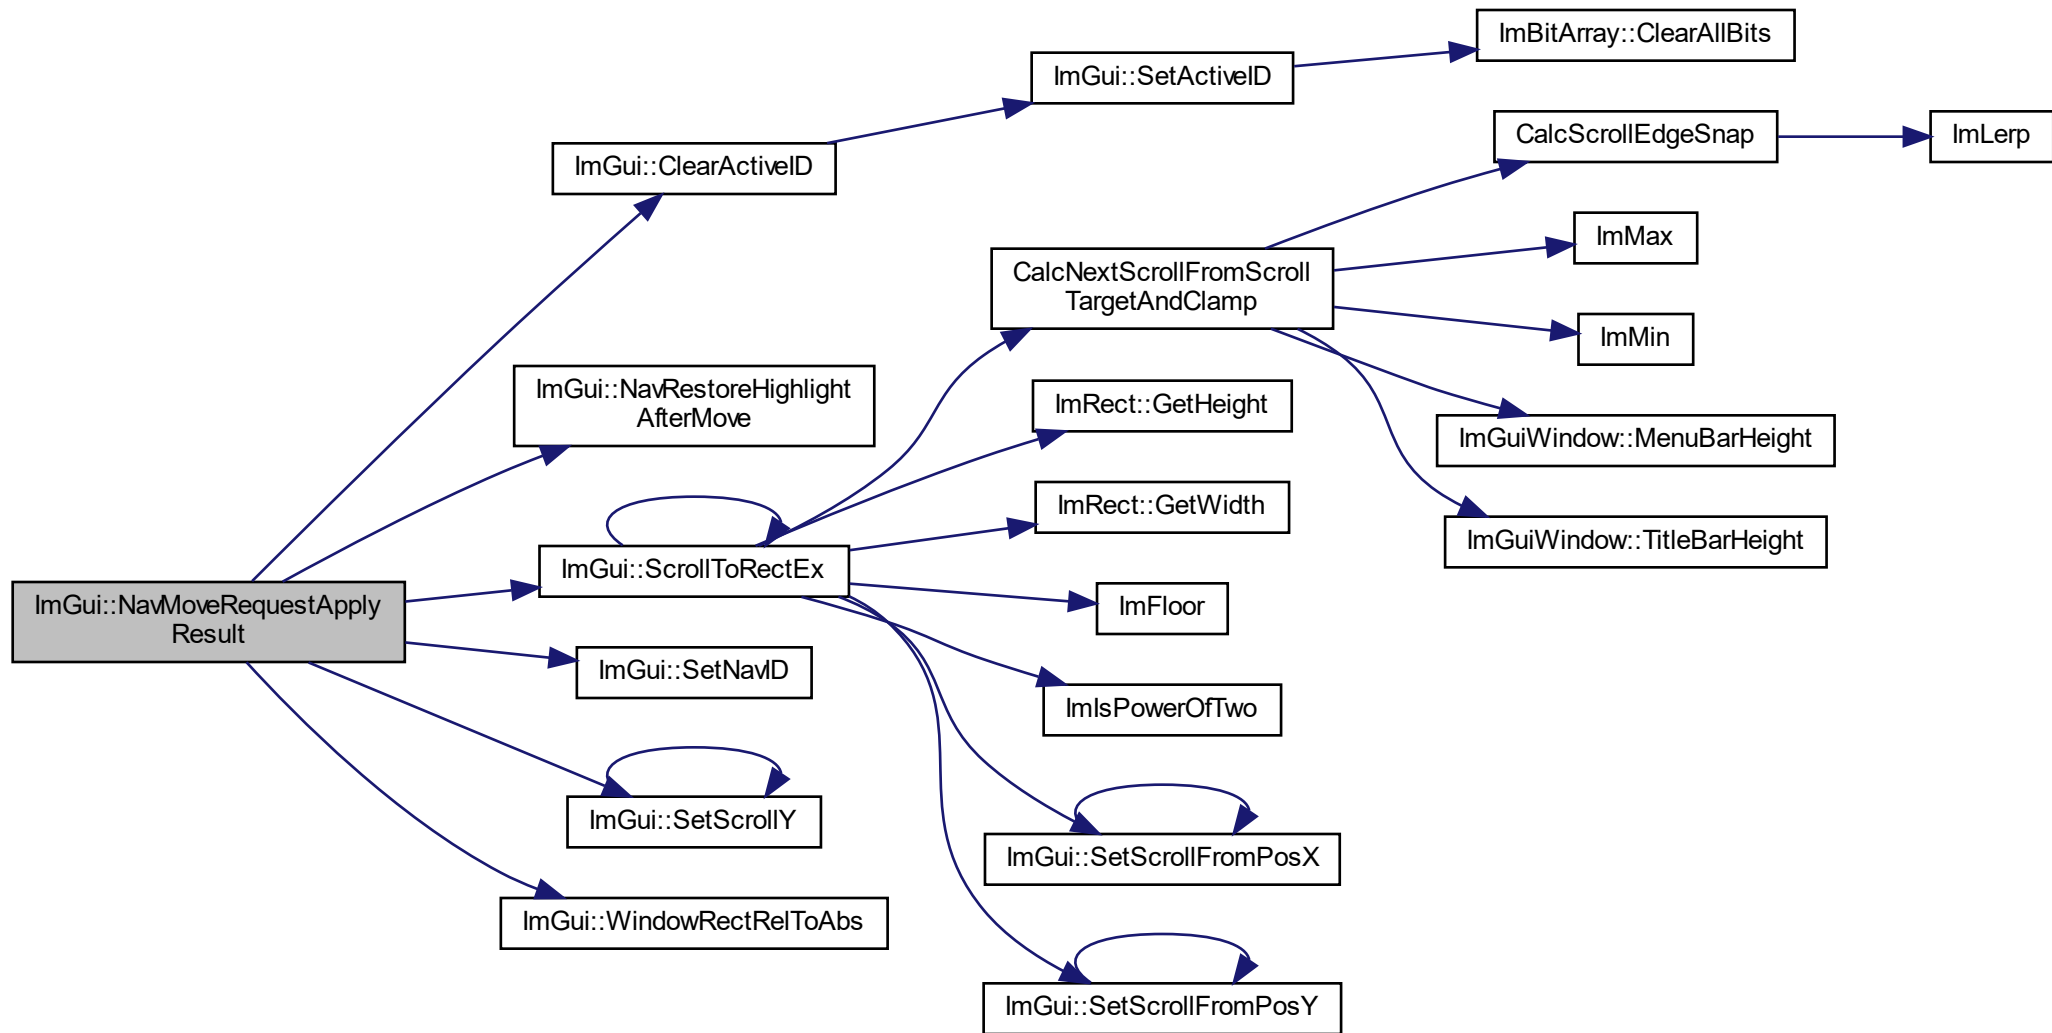 ImBitArray::ClearAllBits
ImGui::SetActiveID
CalcScrollEdgeSnap
ImLerp
ImGui::ClearActiveID
ImMax
CalcNextScrollFromScroll
TargetAndClamp
ImMin
ImGui::NavRestoreHighlight
AfterMove
ImRect::GetHeight
ImGuiWindow::MenuBarHeight
ImRect::GetWidth
ImGuiWindow::TitleBarHeight
ImGui::ScrollToRectEx
ImGui::NavMoveRequestApply
Result
ImFloor
ImGui::SetNavID
ImIsPowerOfTwo
ImGui::SetScrollY
ImGui::SetScrollFromPosX
ImGui::WindowRectRelToAbs
ImGui::SetScrollFromPosY